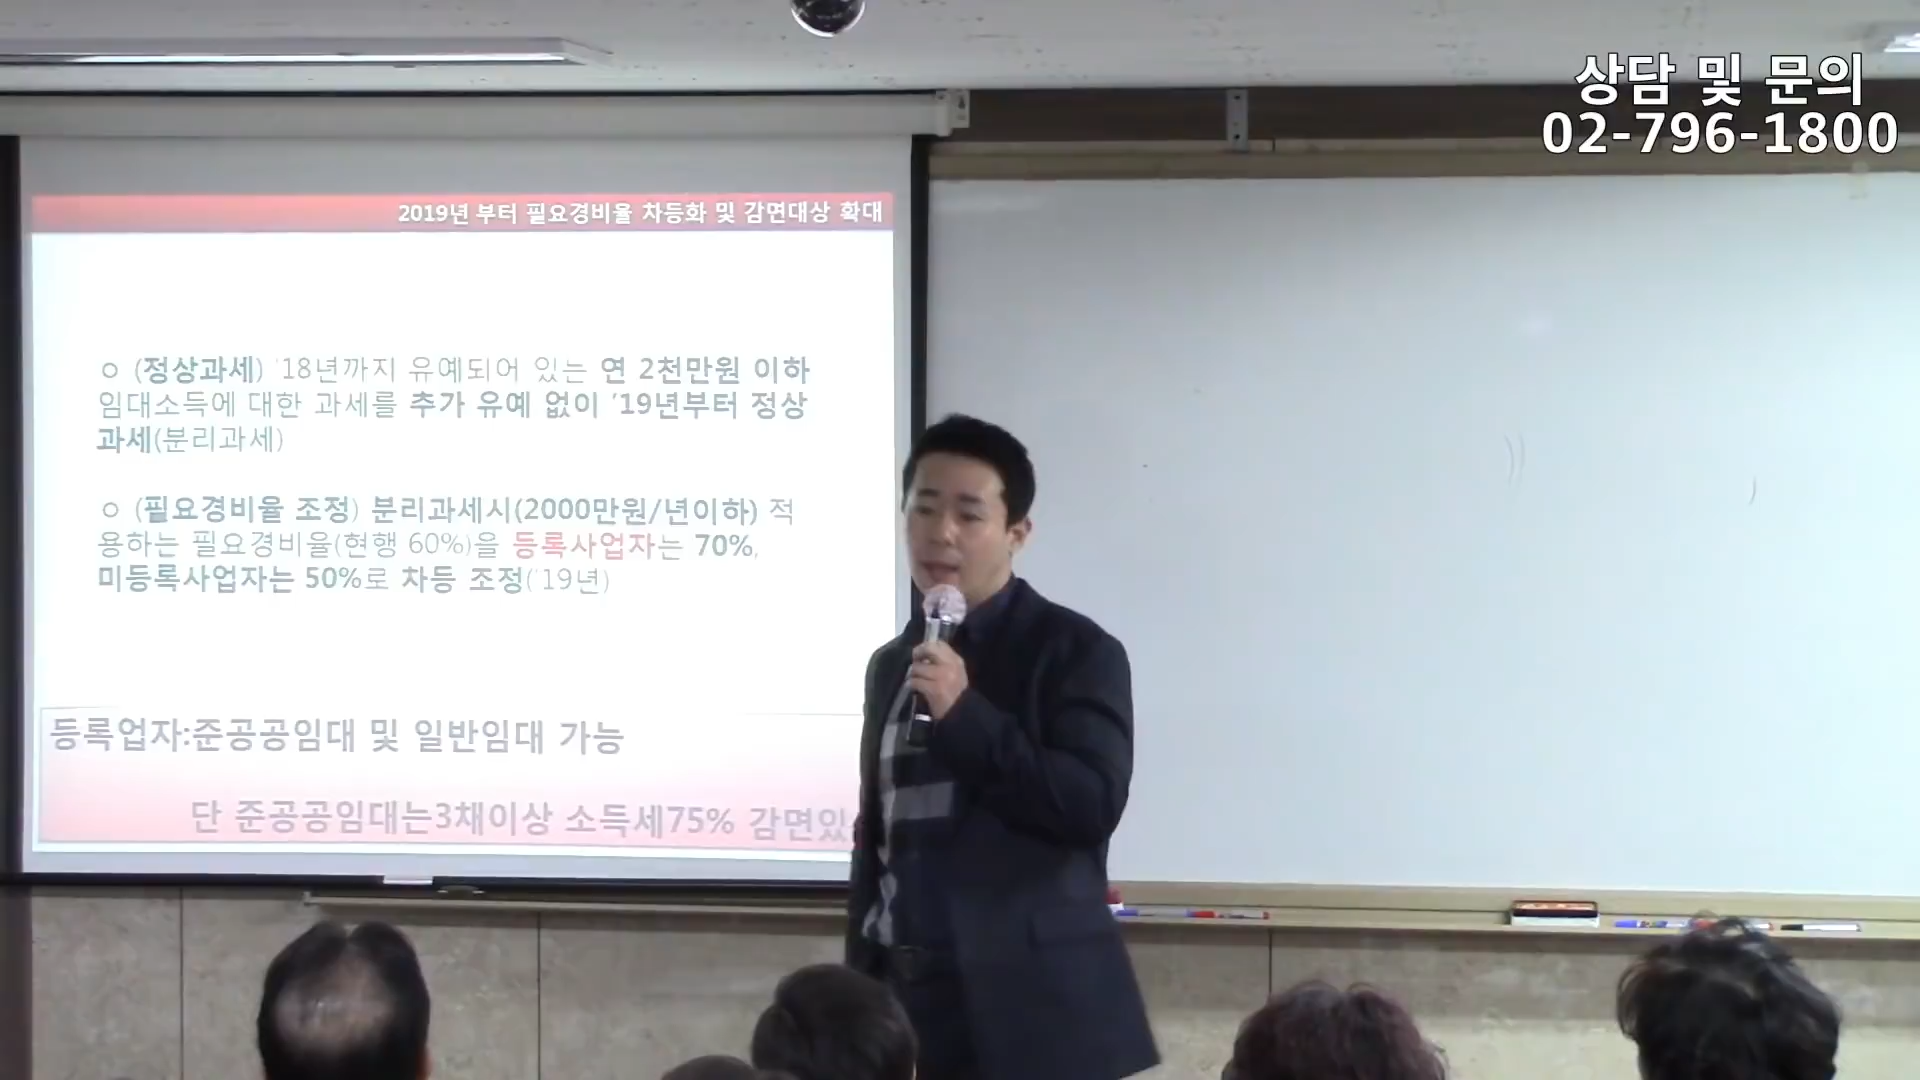 상담 및 문의
02-796-1800
2019년 부터 필요경비율 차등화 및 감면대상 확대
ㅇ (정상과세) '18년까지 유예되어 있는 연 2천만원 이하
임대소득에 대한 과세를 추가 유예 없이 '19년부터 정상
과세(분리과세)
ㅇ (필요경비율 조정) 분리과세시(2000만원/년이하) 적
용하는 필요경비율(현행 60%)을 등록사업자는 70%,
미등록사업자는 50%로 차등 조정('19년)
등록업자:준공공임대 및 일반임대 가능
단 준공공임대는3채이상 소득세75% 감면있